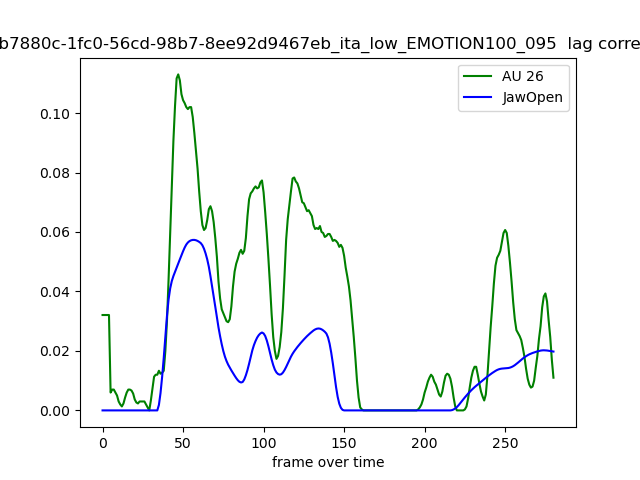 b7880c-1fc0-56cd-98b7-8ee92d9467eb_ita_low_EMOTION100_095 lag corre
AU 26
JawOpen
0.10
0.08
0.06
0.04
0.02
0.00
0 50 100 150 200 250
frame over time